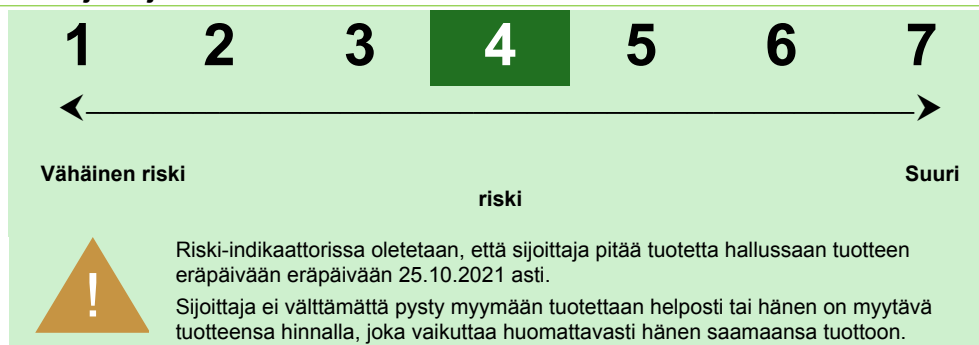 1 2 3 4 5 6 7
Vähäinen riski Suuri
riski
!
Riski-indikaattorissa oletetaan, että sijoittaja pitää tuotetta hallussaan tuotteen
eräpäivään eräpäivään 25.10.2021 asti.
Sijoittaja ei välttämättä pysty myymään tuotettaan helposti tai hänen on myytävä
tuotteensa hinnalla, joka vaikuttaa huomattavasti hänen saamaansa tuottoon.